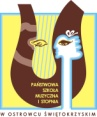 PAŃSTWOWA
SZKOŁA
MUZYCZNA
I STOPNIA
W OSTROWCU ŚWIĘTOKRZYSKIM